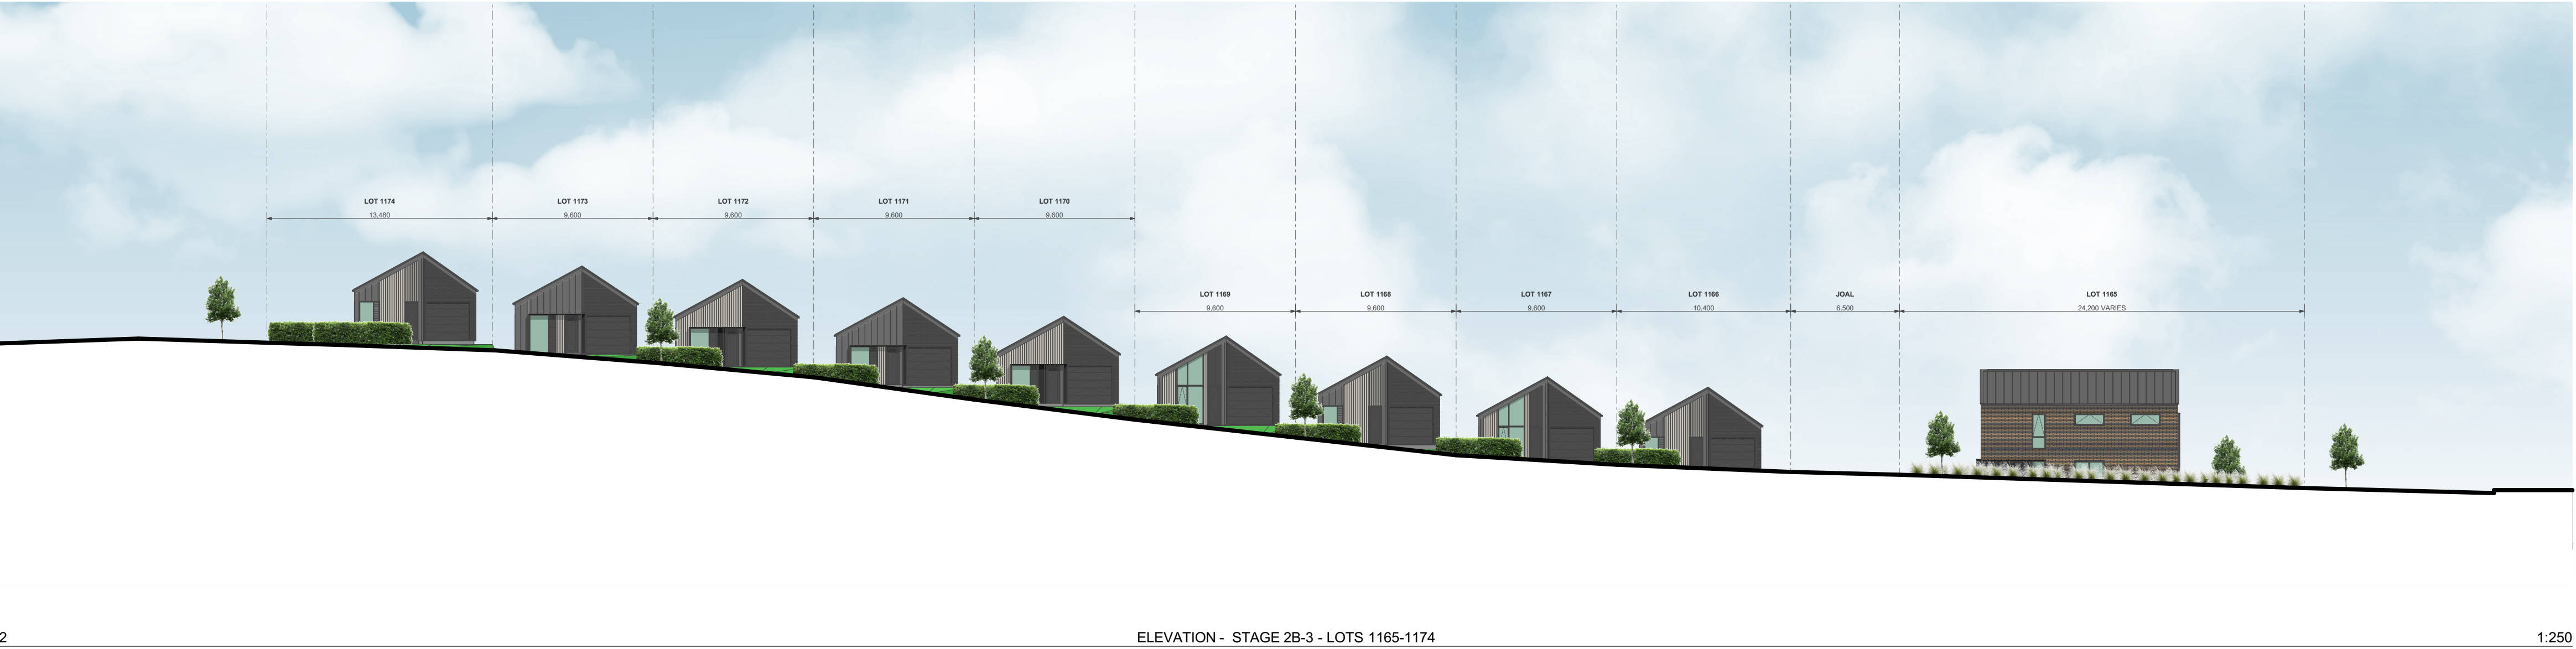 LOT 1174
LOT 1173
LOT 1172
LOT 1171
LOT 1170
13,480
9,600
9,600
9,600
9,600
LOT 1169
LOT 1168
LOT 1167
LOT 1166
JOAL
LOT 1165
9,600
9,600
9,600
10,400
6,500
24,200 VARIES
2
ELEVATION - STAGE 2B-3 - LOTS 1165-1174
1:250